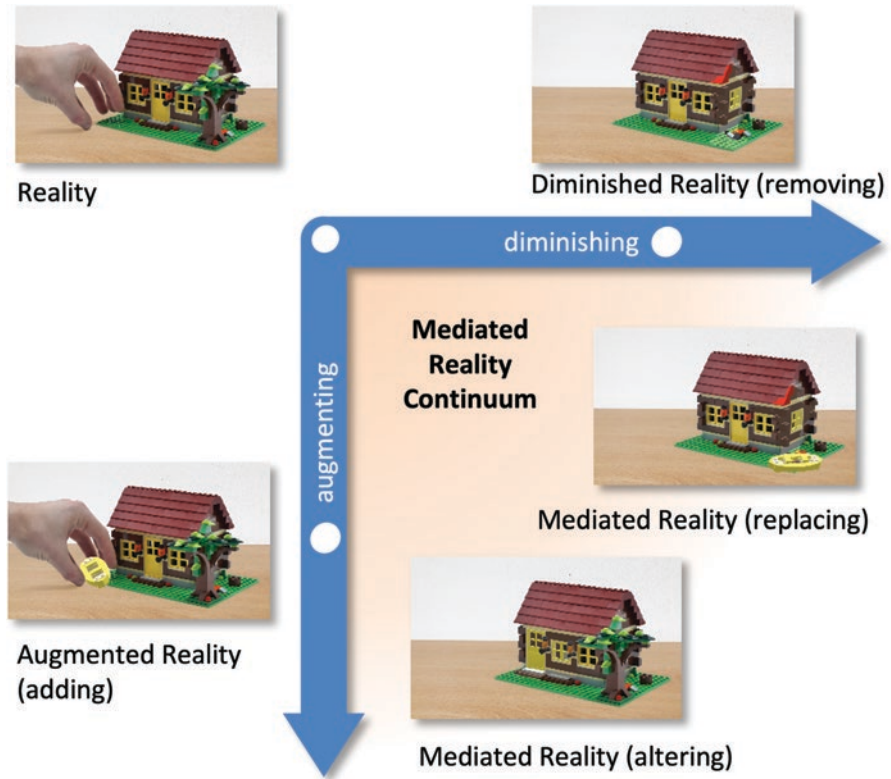 Reality
Diminished Reality (removing)
diminishing
Mediated
Reality
Continuum
augmenting
Mediated Reality (replacing)
Augmented Reality
(adding)
Mediated Reality (altering)